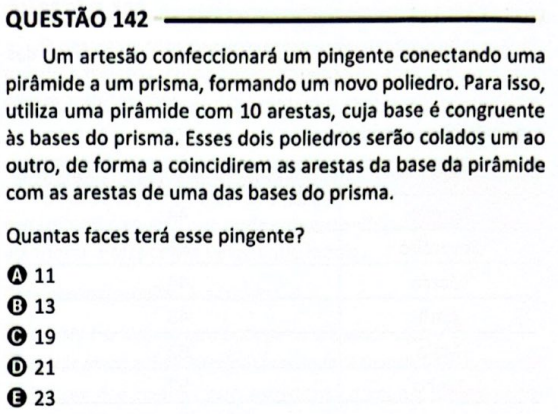 QUESTÃO 142
Um artesão confeccionará um pingente conectando uma
pirâmide a um prisma, formando um novo poliedro. Para isso,
utiliza uma pirâmide com 10 arestas, cuja base é congruente
às bases do prisma. Esses dois poliedros serão colados um ao
outro, de forma a coincidirem as arestas da base da pirâmide
com as arestas de uma das bases do prisma.
Quantas faces terá esse pingente?
A 11
B 13
C 19
D 21
E 23